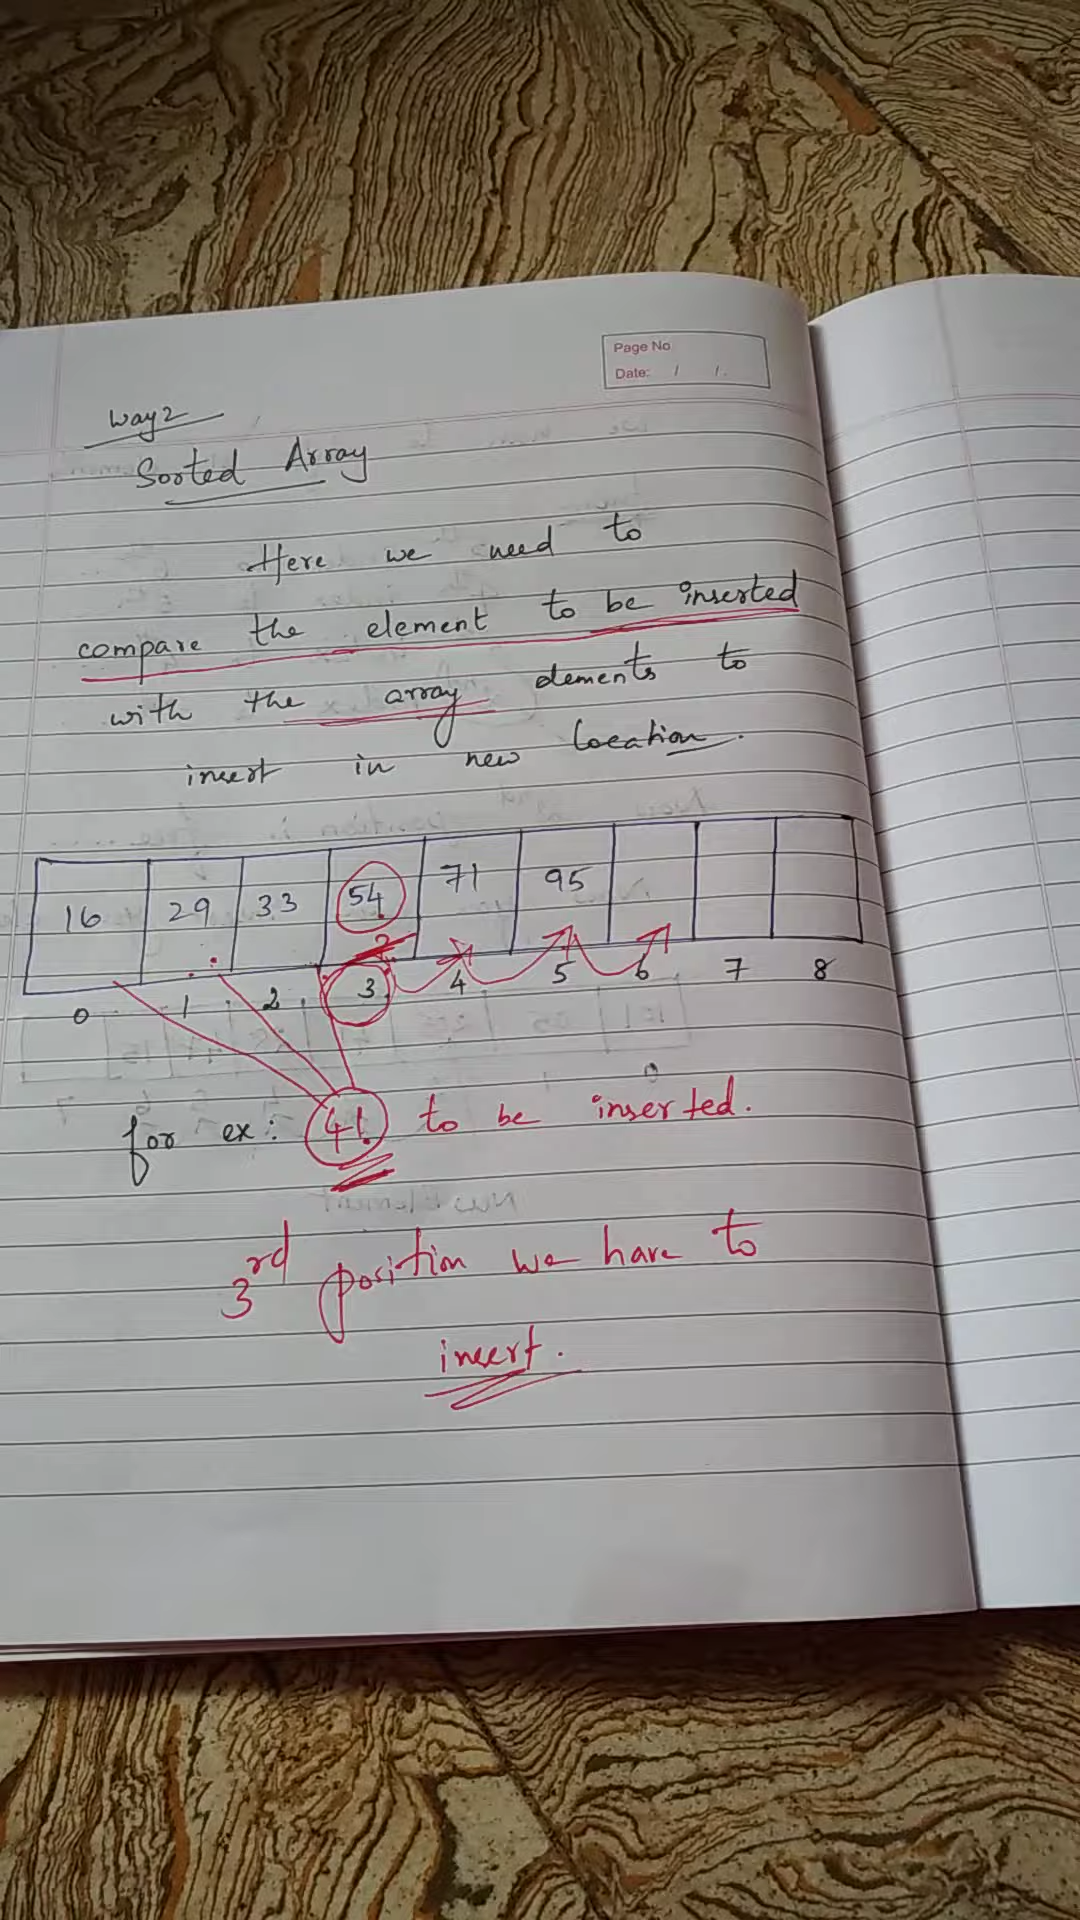 Page No
Date: / /
Way 2
Sorted Array
Here we need to
compare the element to be inserted
with the array elements to
insert in new location.
16 29 33 54 71 95
0 1 2 3 4 5 6 7 8
for ex: 41 to be inserted.
3rd position we have to
insert.